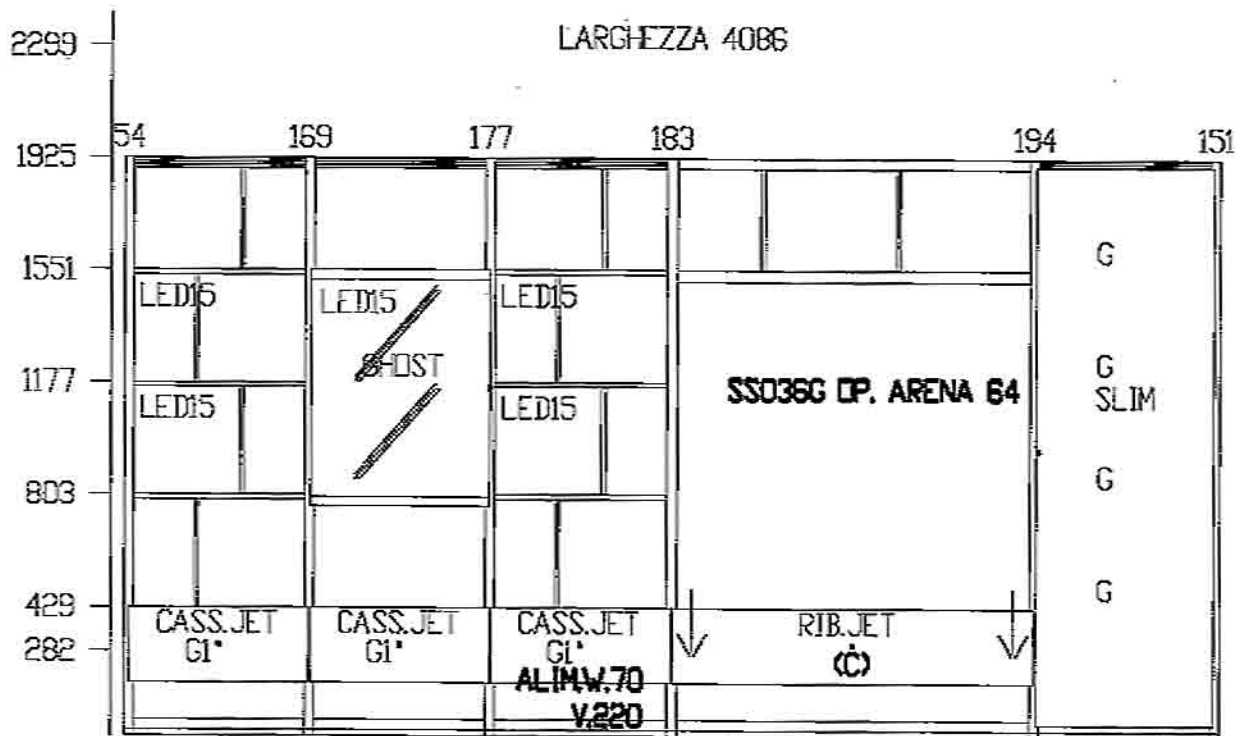 2299
LARGHEZZA 4086
54 169 177 183 194 151
1925
1551
G
LED15 LED15 LED15
GHOST
G
1177
SLIM
SS036G DP. ARENA 64
LED15 LED15
803
G
429
G
CASS.JET CASS.JET CASS.JET RIB.JET
282
G1" G1" G1" (C)
ALIM.W.70
V.220